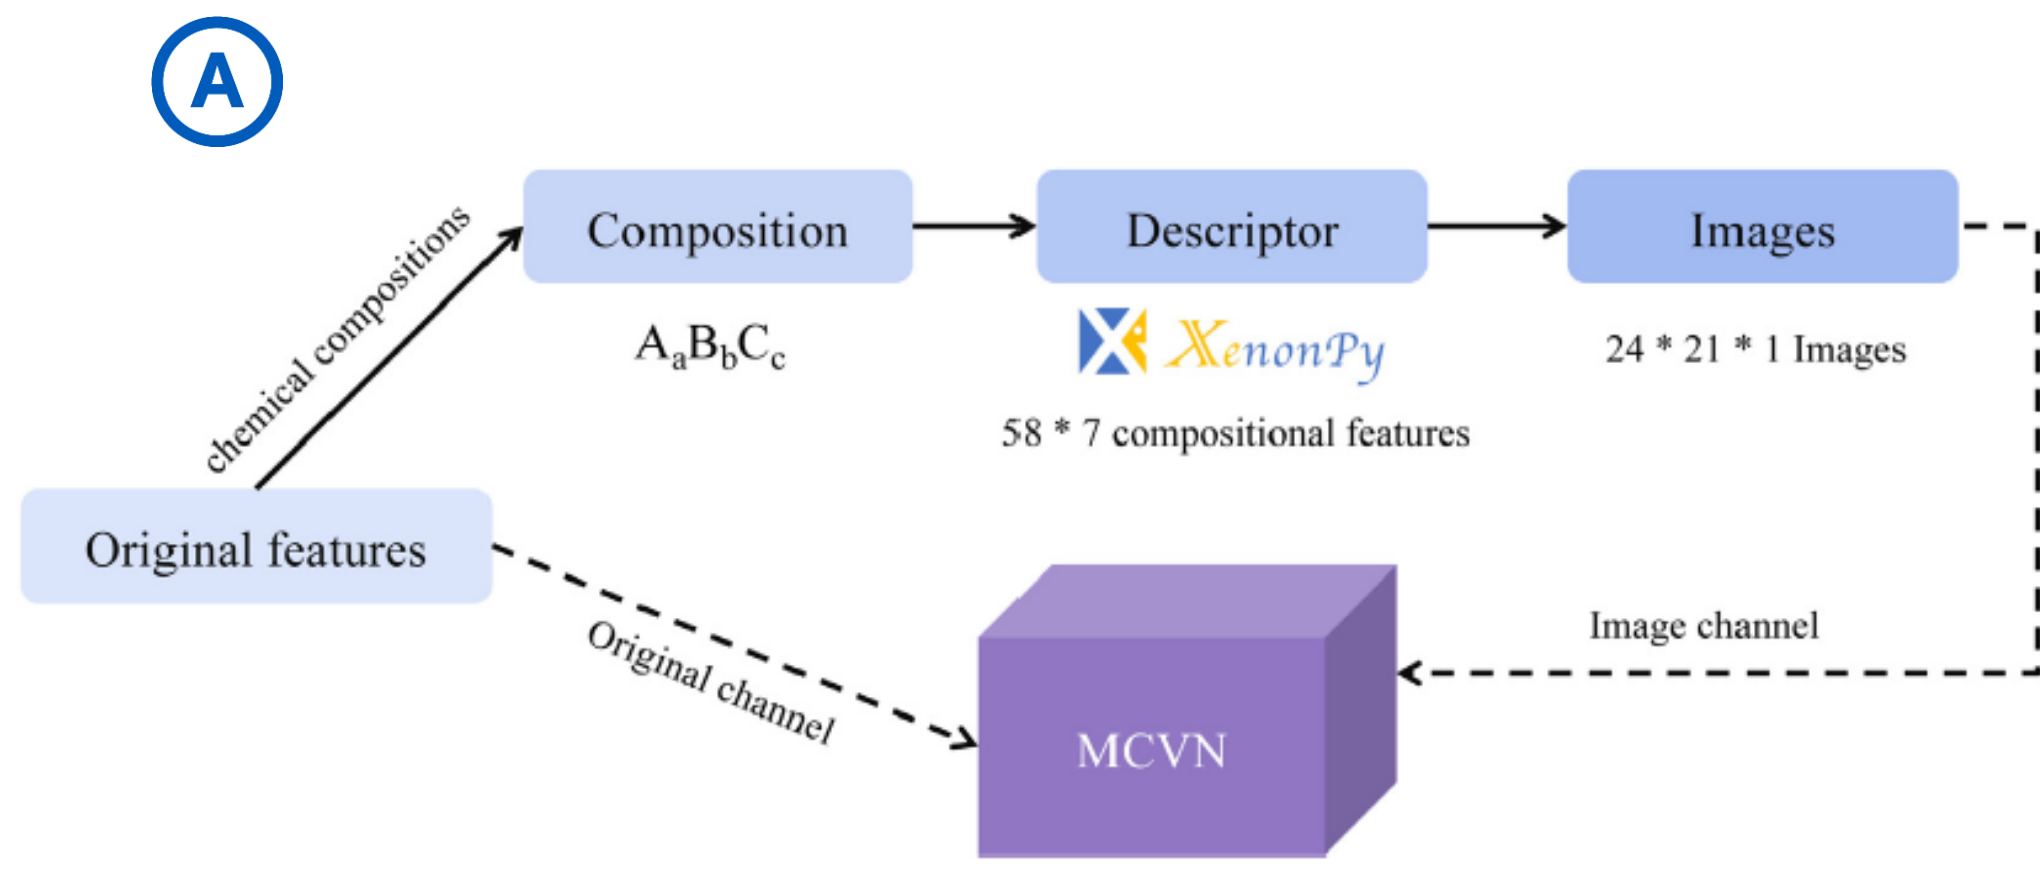 A
chemical compositions
Composition
Descriptor
Images
AₐBbCc
XenonPy
24 * 21 * 1 Images
58 * 7 compositional features
Original features
Original channel
Image channel
MCVN